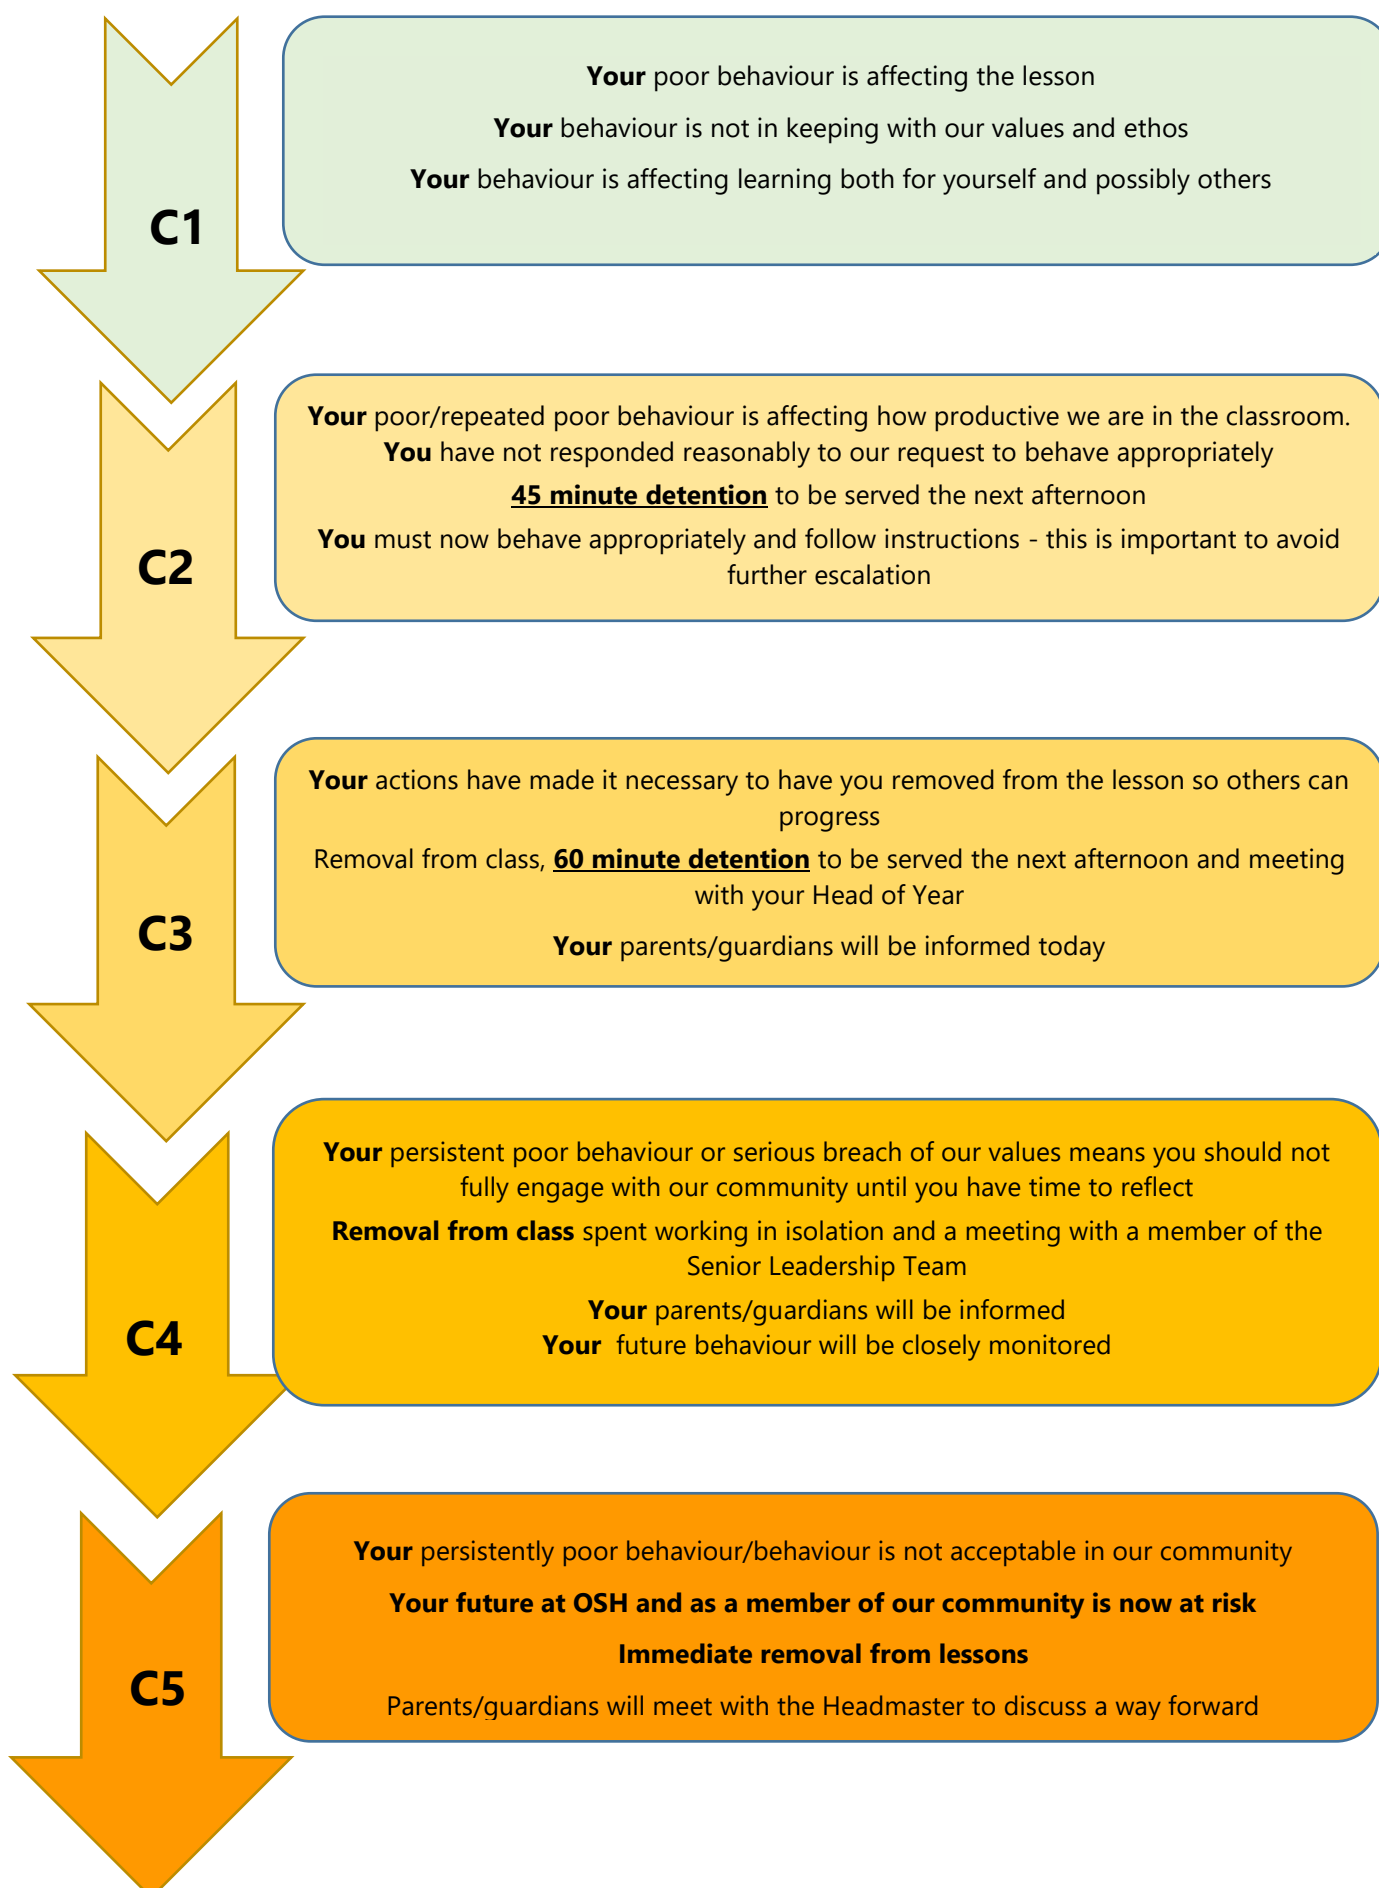 Your poor behaviour is affecting the lesson
Your behaviour is not in keeping with our values and ethos
Your behaviour is affecting learning both for yourself and possibly others
C1
Your poor/repeated poor behaviour is affecting how productive we are in the classroom.
You have not responded reasonably to our request to behave appropriately
45 minute detention to be served the next afternoon
You must now behave appropriately and follow instructions - this is important to avoid
further escalation
C2
Your actions have made it necessary to have you removed from the lesson so others can
progress
Removal from class, 60 minute detention to be served the next afternoon and meeting
with your Head of Year
Your parents/guardians will be informed today
C3
Your persistent poor behaviour or serious breach of our values means you should not
fully engage with our community until you have time to reflect
Removal from class spent working in isolation and a meeting with a member of the
Senior Leadership Team
Your parents/guardians will be informed
Your future behaviour will be closely monitored
C4
Your persistently poor behaviour/behaviour is not acceptable in our community
Your future at OSH and as a member of our community is now at risk
Immediate removal from lessons
Parents/guardians will meet with the Headmaster to discuss a way forward
C5